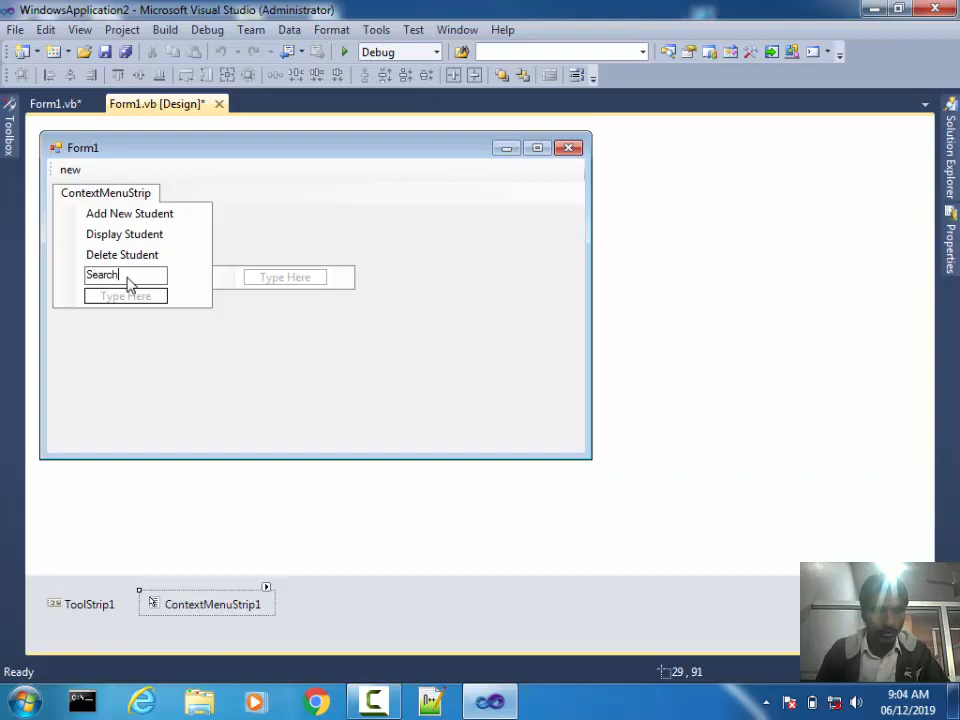 WindowsApplication2 - Microsoft Visual Studio (Administrator)
File Edit View Project Build Debug Team Data Format Tools Test Window Help
Debug
Form1.vb* Form1.vb [Design]*
Toolbox
Solution Explorer
Properties
Form1
new
ContextMenuStrip
Add New Student
Display Student
Delete Student
Search
Type Here
Type Here
ToolStrip1 ContextMenuStrip1
Ready 29 , 91
9:04 AM
06/12/2019